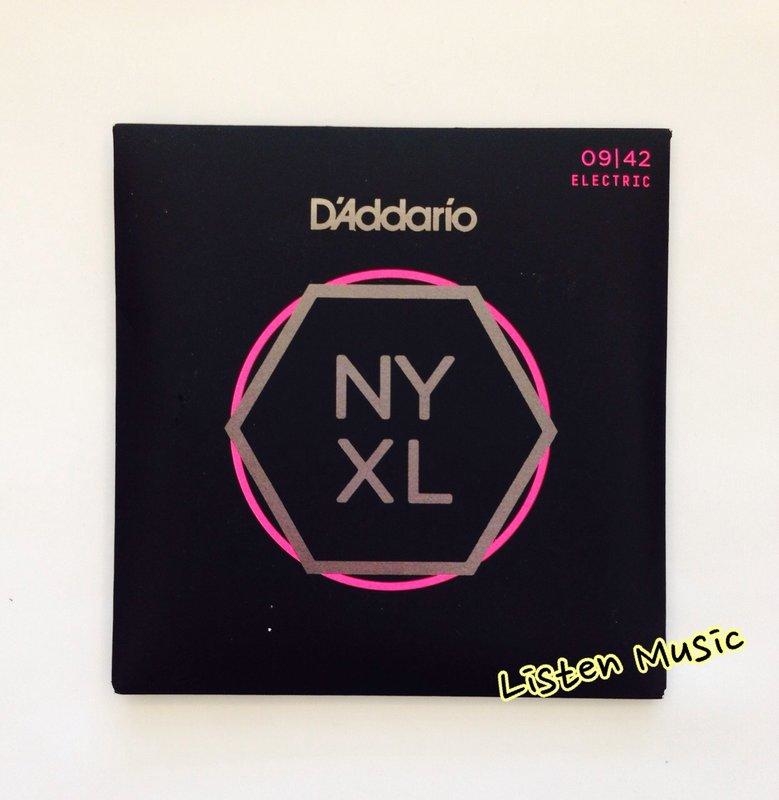 09|42
ELECTRIC
D'Addario
NY
XL
Listen Music